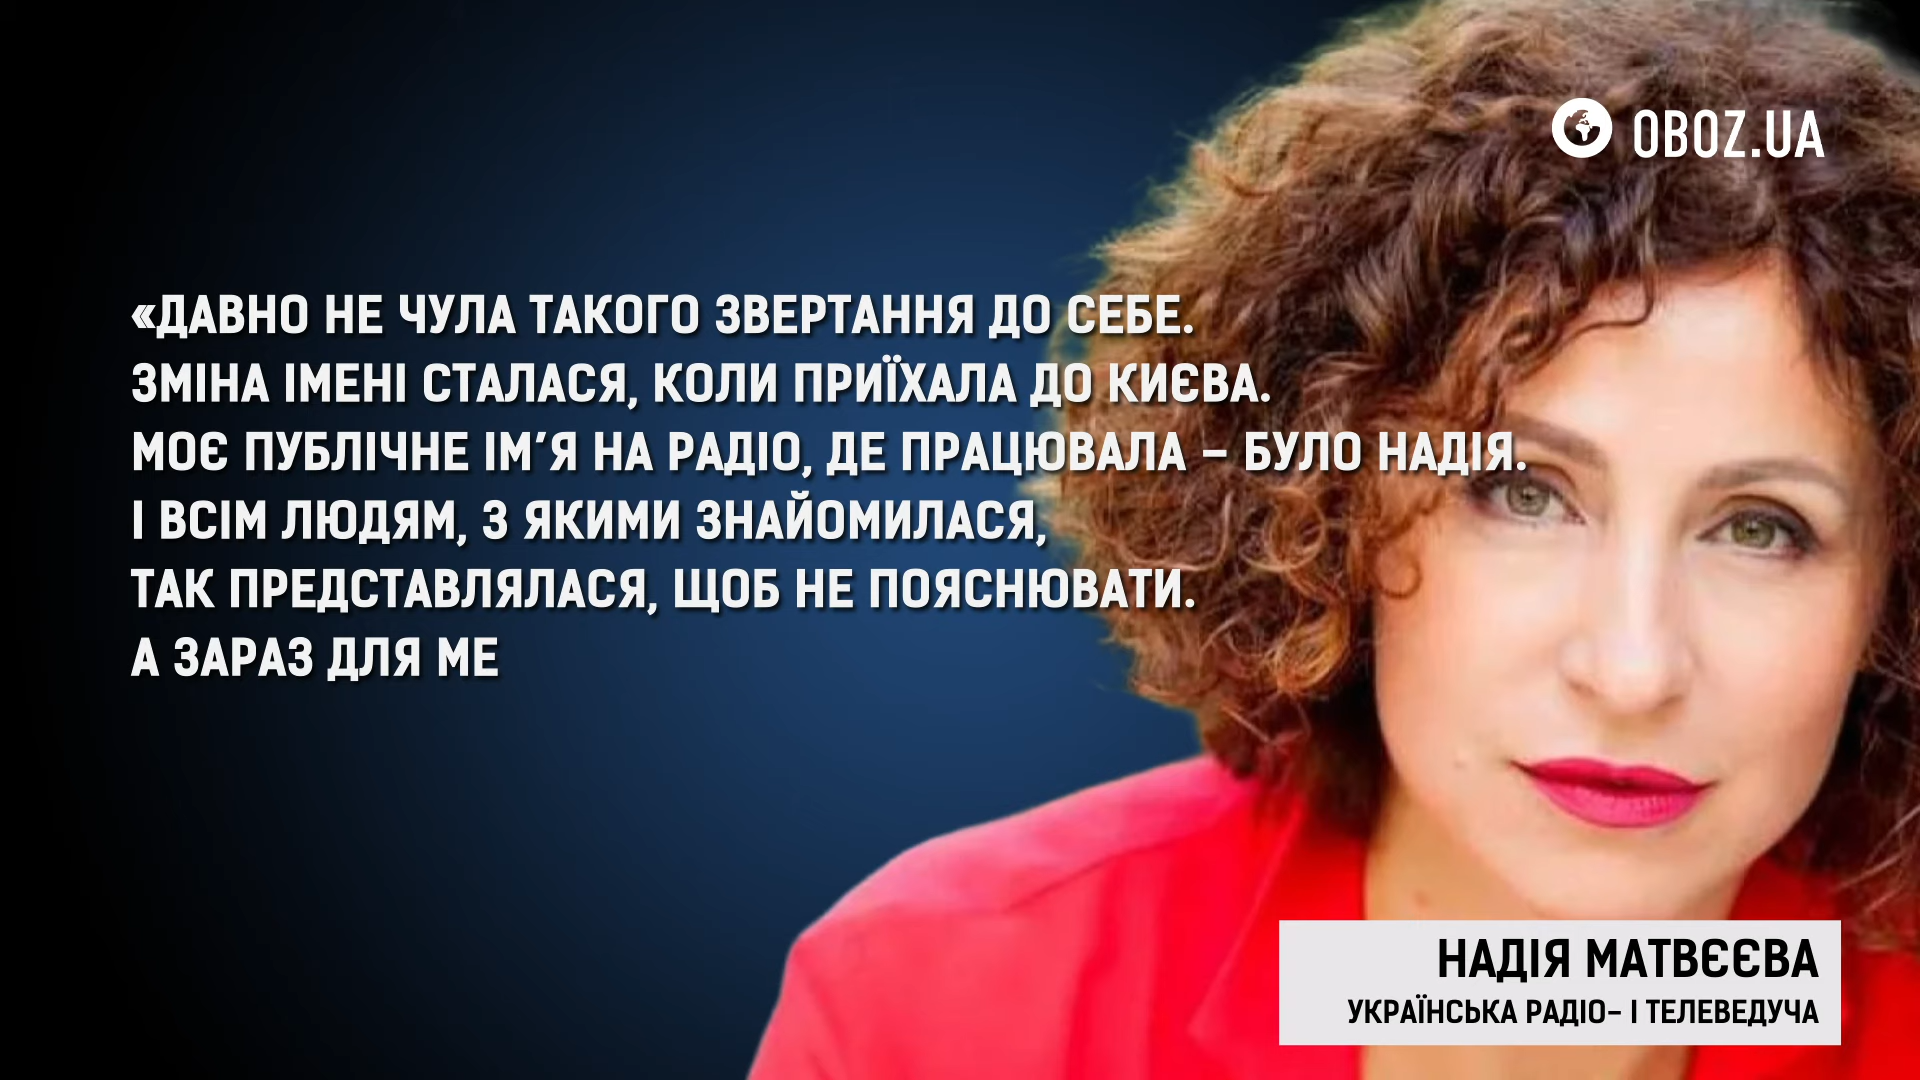 OBOZ.UA
«ДАВНО НЕ ЧУЛА ТАКОГО ЗВЕРТАННЯ ДО СЕБЕ.
ЗМІНА ІМЕНІ СТАЛАСЯ, КОЛИ ПРИЇХАЛА ДО КИЄВА.
МОЄ ПУБЛІЧНЕ ІМ’Я НА РАДІО, ДЕ ПРАЦЮВАЛА – БУЛО НАДІЯ.
І ВСІМ ЛЮДЯМ, З ЯКИМИ ЗНАЙОМИЛАСЯ,
ТАК ПРЕДСТАВЛЯЛАСЯ, ЩОБ НЕ ПОЯСНЮВАТИ.
А ЗАРАЗ ДЛЯ МЕ
НАДІЯ МАТВЄЄВА
УКРАЇНСЬКА РАДІО- І ТЕЛЕВЕДУЧА